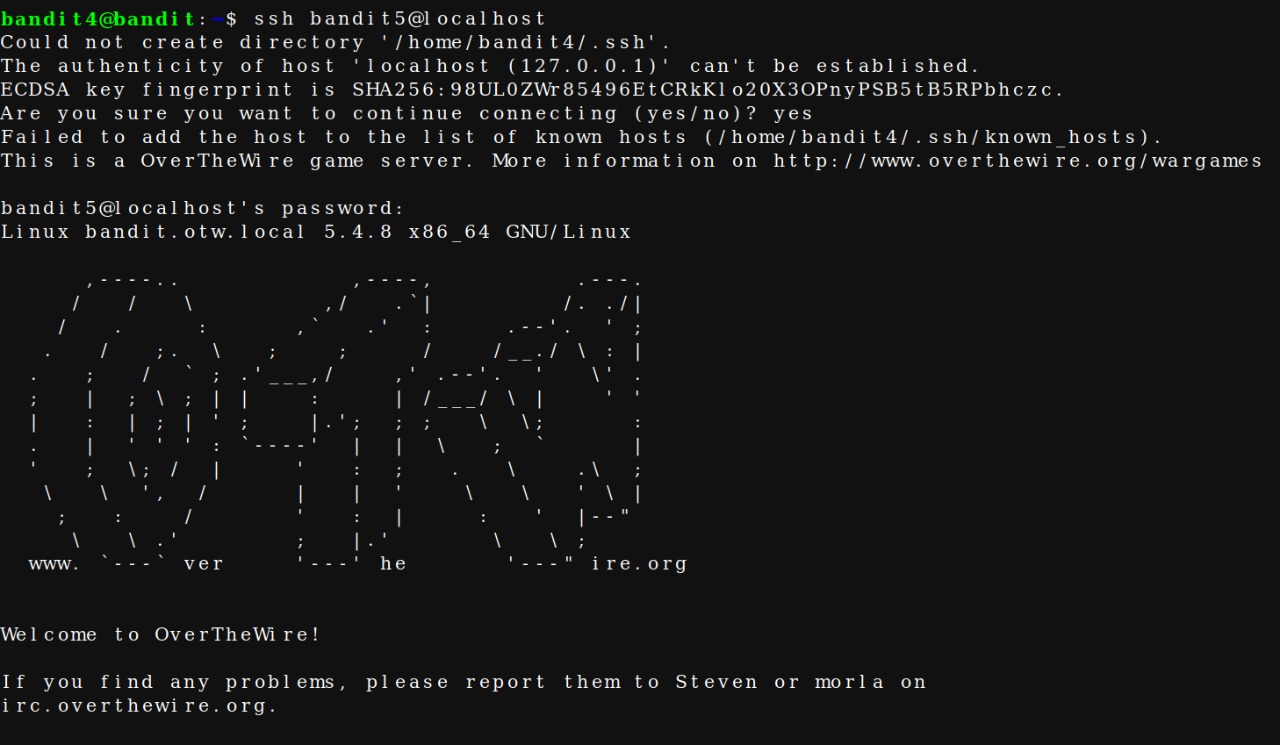 bandit4@bandit:~$ ssh bandit5@localhost
Could not create directory '/home/bandit4/.ssh'.
The authenticity of host 'localhost (127.0.0.1)' can't be established.
ECDSA key fingerprint is SHA256:98UL0ZWr85496EtCRkKlo20X3OPnyPSB5tB5RPbhczc.
Are you sure you want to continue connecting (yes/no)? yes
Failed to add the host to the list of known hosts (/home/bandit4/.ssh/known_hosts).
This is a OverTheWire game server. More information on http://www.overthewire.org/wargames
bandit5@localhost's password:
Linux bandit.otw.local 5.4.8 x86_64 GNU/Linux
      ,----..            ,----,          .---.
     /   /   \         ,/   .`|         /. ./|
    /   .     :      ,`   .'  :     .--'.  ' ;
   .   /   ;.  \   ;    ;     /    /__./ \ : |
  .   ;   /  ` ; .'___,/    ,' .--'.  '   \' .
  ;   |  ; \ ; | |    :     | /___/ \ |    ' '
  |   :  | ; | ' ;    |.';  ; ;   \  \;      :
  .   |  ' ' ' : `----'  |  |  \   ;  `      |
  '   ;  \; /  |     '   :  ;   .   \    .\  ;
   \   \  ',  /      |   |  '    \   \   ' \ |
    ;   :    /       '   :  |     :   '  |--"
     \   \ .'        ;   |.'       \   \ ;
  www. `---` ver     '---' he       '---" ire.org
Welcome to OverTheWire!
If you find any problems, please report them to Steven or morla on
irc.overthewire.org.